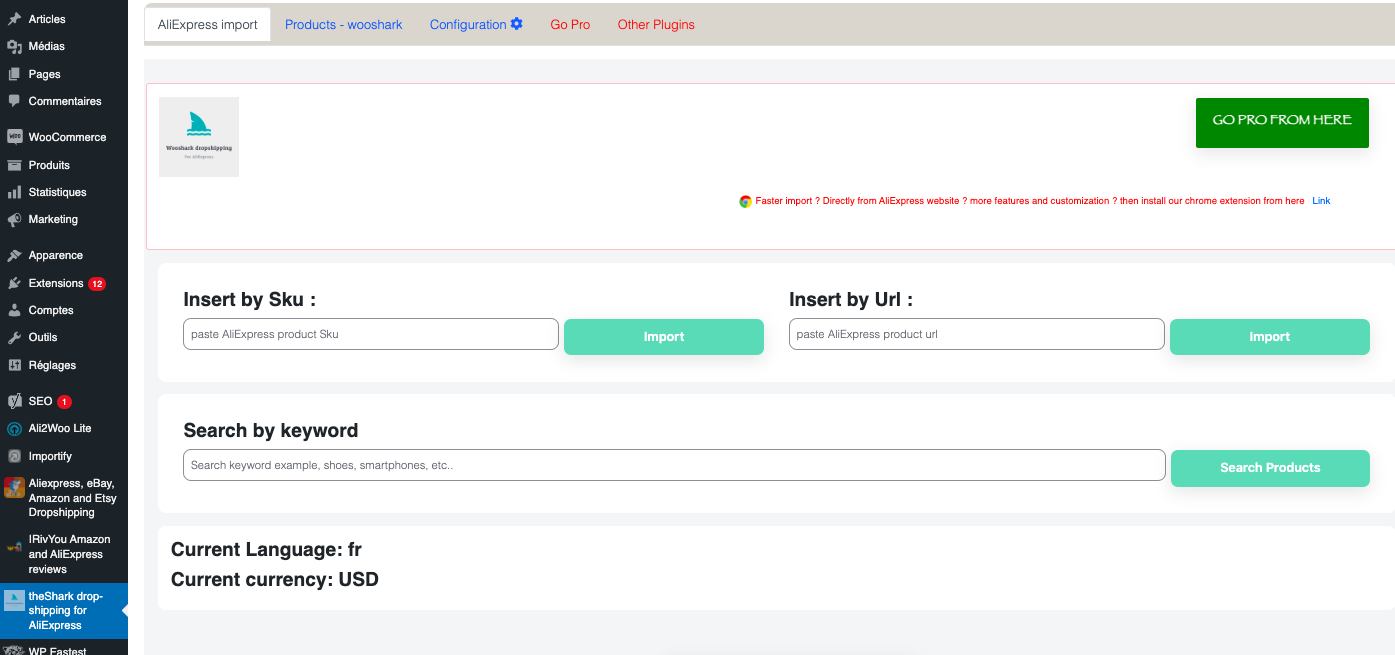 Articles
Médias
Pages
Commentaires
WooCommerce
Produits
Statistiques
Marketing
Apparence
Extensions 12
Comptes
Outils
Réglages
SEO 1
Ali2Woo Lite
Importify
Aliexpress, eBay,
Amazon and Etsy
Dropshipping
IRivYou Amazon
and AliExpress
reviews
theShark drop-
shipping for
AliExpress
WP Fastest
AliExpress import
Products - wooshark
Configuration
Go Pro
Other Plugins
Wooshark dropshipping
For AliExpress
GO PRO FROM HERE
Faster import ? Directly from AliExpress website ? more features and customization ? then install our chrome extension from here Link
Insert by Sku :
paste AliExpress product Sku
Import
Insert by Url :
paste AliExpress product url
Import
Search by keyword
Search keyword example, shoes, smartphones, etc..
Search Products
Current Language: fr
Current currency: USD